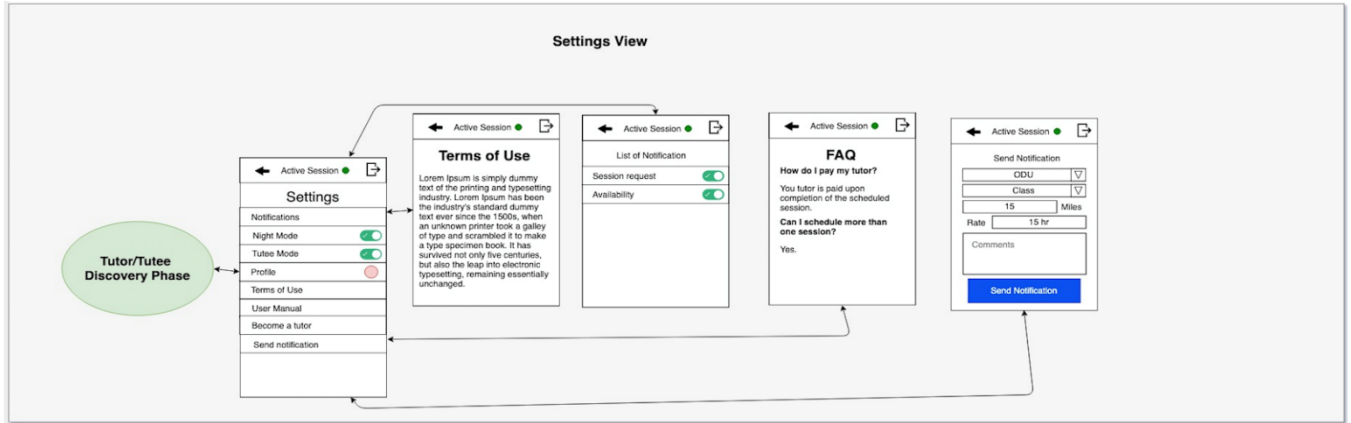 Settings View
Tutor/Tutee
Discovery Phase
Active Session
Settings
Notifications
Night Mode
Tutee Mode
Profile
Terms of Use
User Manual
Become a tutor
Send notification
Active Session
Terms of Use
Lorem Ipsum is simply dummy
text of the printing and typesetting
industry. Lorem Ipsum has been
the industry's standard dummy
text ever since the 1500s, when
an unknown printer took a galley
of type and scrambled it to make
a type specimen book. It has
survived not only five centuries,
but also the leap into electronic
typesetting, remaining essentially
unchanged.
Active Session
List of Notification
Session request
Availability
Active Session
FAQ
How do I pay my tutor?
You tutor is paid upon
completion of the scheduled
session.
Can I schedule more than
one session?
Yes.
Active Session
Send Notification
ODU
Class
15 Miles
Rate 15 hr
Comments
Send Notification